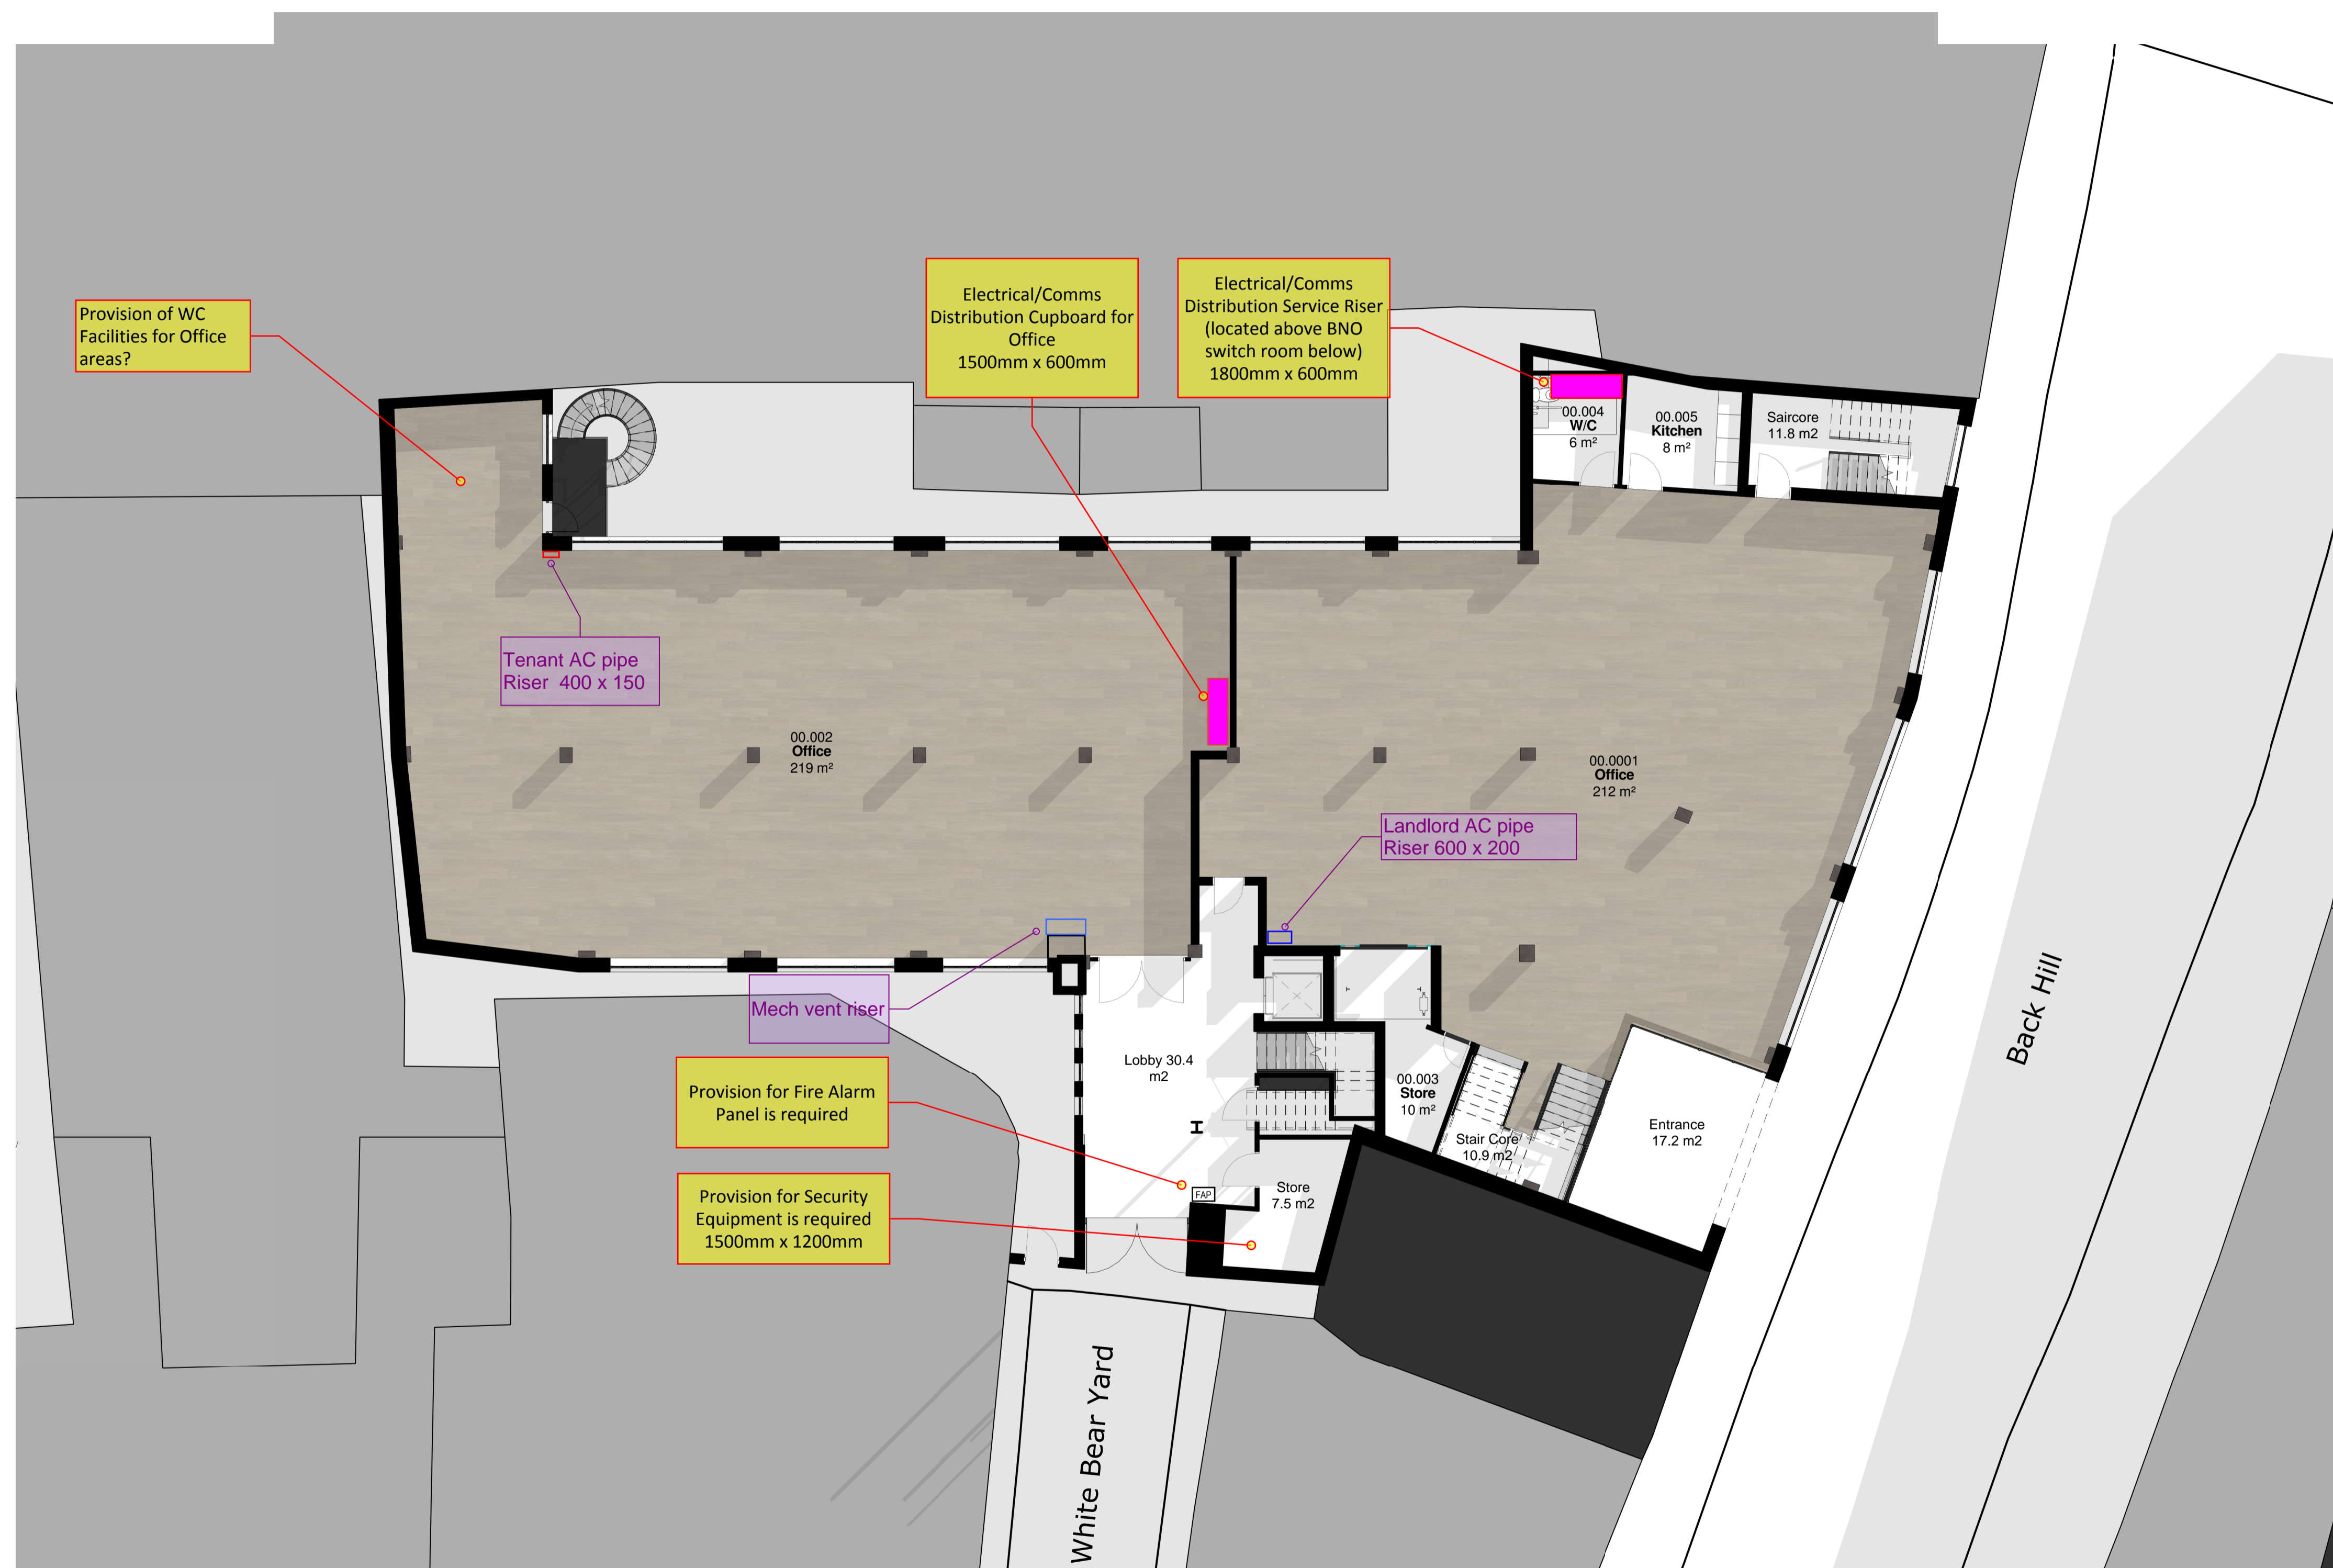 Provision of WC
Facilities for Office
areas?
Electrical/Comms
Distribution Cupboard for
Office
1500mm x 600mm
Electrical/Comms
Distribution Service Riser
(located above BNO
switch room below)
1800mm x 600mm
00.004
W/C
6 m²
00.005
Kitchen
8 m²
Saircore
11.8 m2
Tenant AC pipe
Riser 400 x 150
00.002
Office
219 m²
00.0001
Office
212 m²
Landlord AC pipe
Riser 600 x 200
Mech vent riser
Lobby 30.4
m2
Provision for Fire Alarm
Panel is required
00.003
Store
10 m²
Stair Core
10.9 m2
Entrance
17.2 m2
Provision for Security
Equipment is required
1500mm x 1200mm
FAP
Store
7.5 m2
Back Hill
White Bear Yard